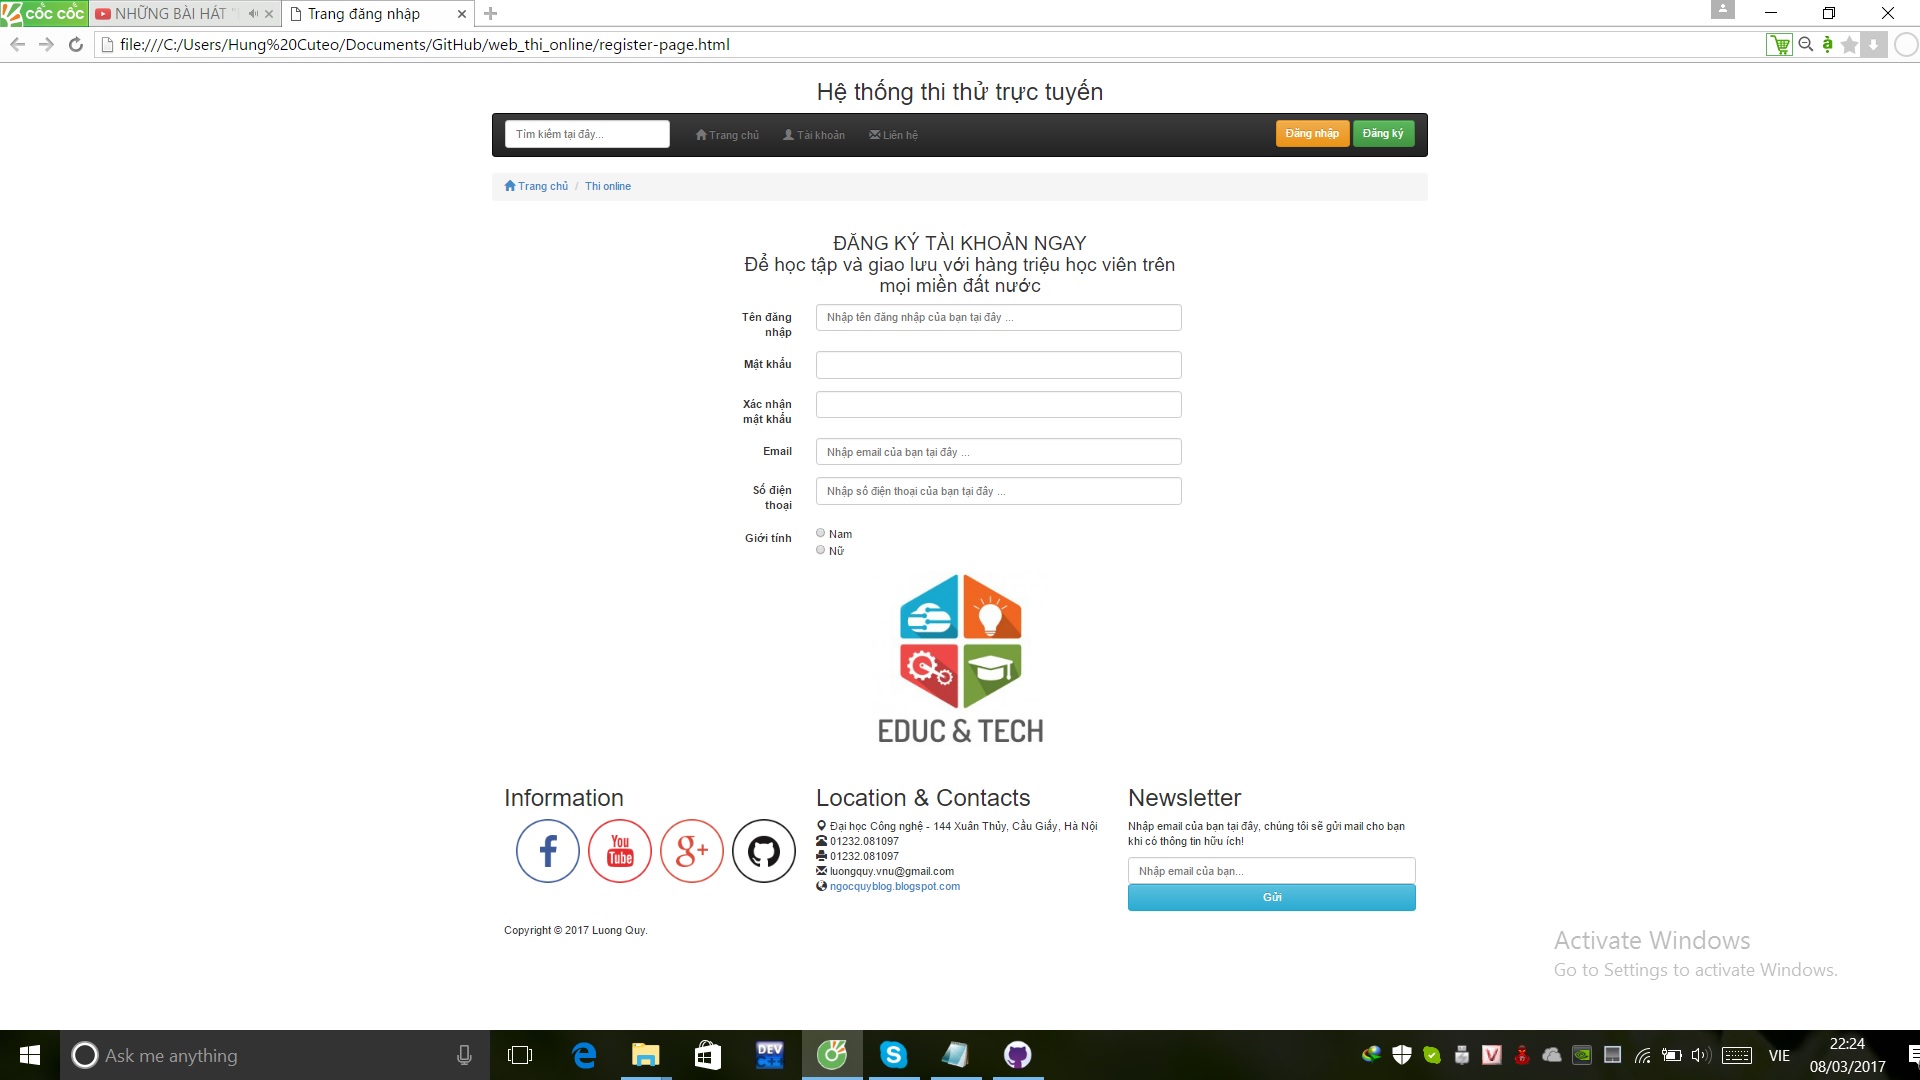 cốc cốc
NHỮNG BÀI HÁT
Trang đăng nhập
file:///C:/Users/Hung%20Cuteo/Documents/GitHub/web_thi_online/register-page.html
Hệ thống thi thử trực tuyến
Tìm kiếm tại đây...
Trang chủ
Tài khoản
Liên hệ
Đăng nhập
Đăng ký
Trang chủ / Thi online
ĐĂNG KÝ TÀI KHOẢN NGAY
Để học tập và giao lưu với hàng triệu học viên trên
mọi miền đất nước
Tên đăng
nhập
Nhập tên đăng nhập của bạn tại đây ...
Mật khẩu
Xác nhận
mật khẩu
Email
Nhập email của bạn tại đây ...
Số điện
thoại
Nhập số điện thoại của bạn tại đây ...
Giới tính
Nam
Nữ
EDUC & TECH
Information
You
Tube
g+
Location & Contacts
Đại học Công nghệ - 144 Xuân Thủy, Cầu Giấy, Hà Nội
01232.081097
01232.081097
luongquy.vnu@gmail.com
ngocquyblog.blogspot.com
Newsletter
Nhập email của bạn tại đây, chúng tôi sẽ gửi mail cho bạn
khi có thông tin hữu ích!
Nhập email của bạn...
Gửi
Copyright © 2017 Luong Quy.
Activate Windows
Go to Settings to activate Windows.
Ask me anything
DEV
VIE
22:24
08/03/2017